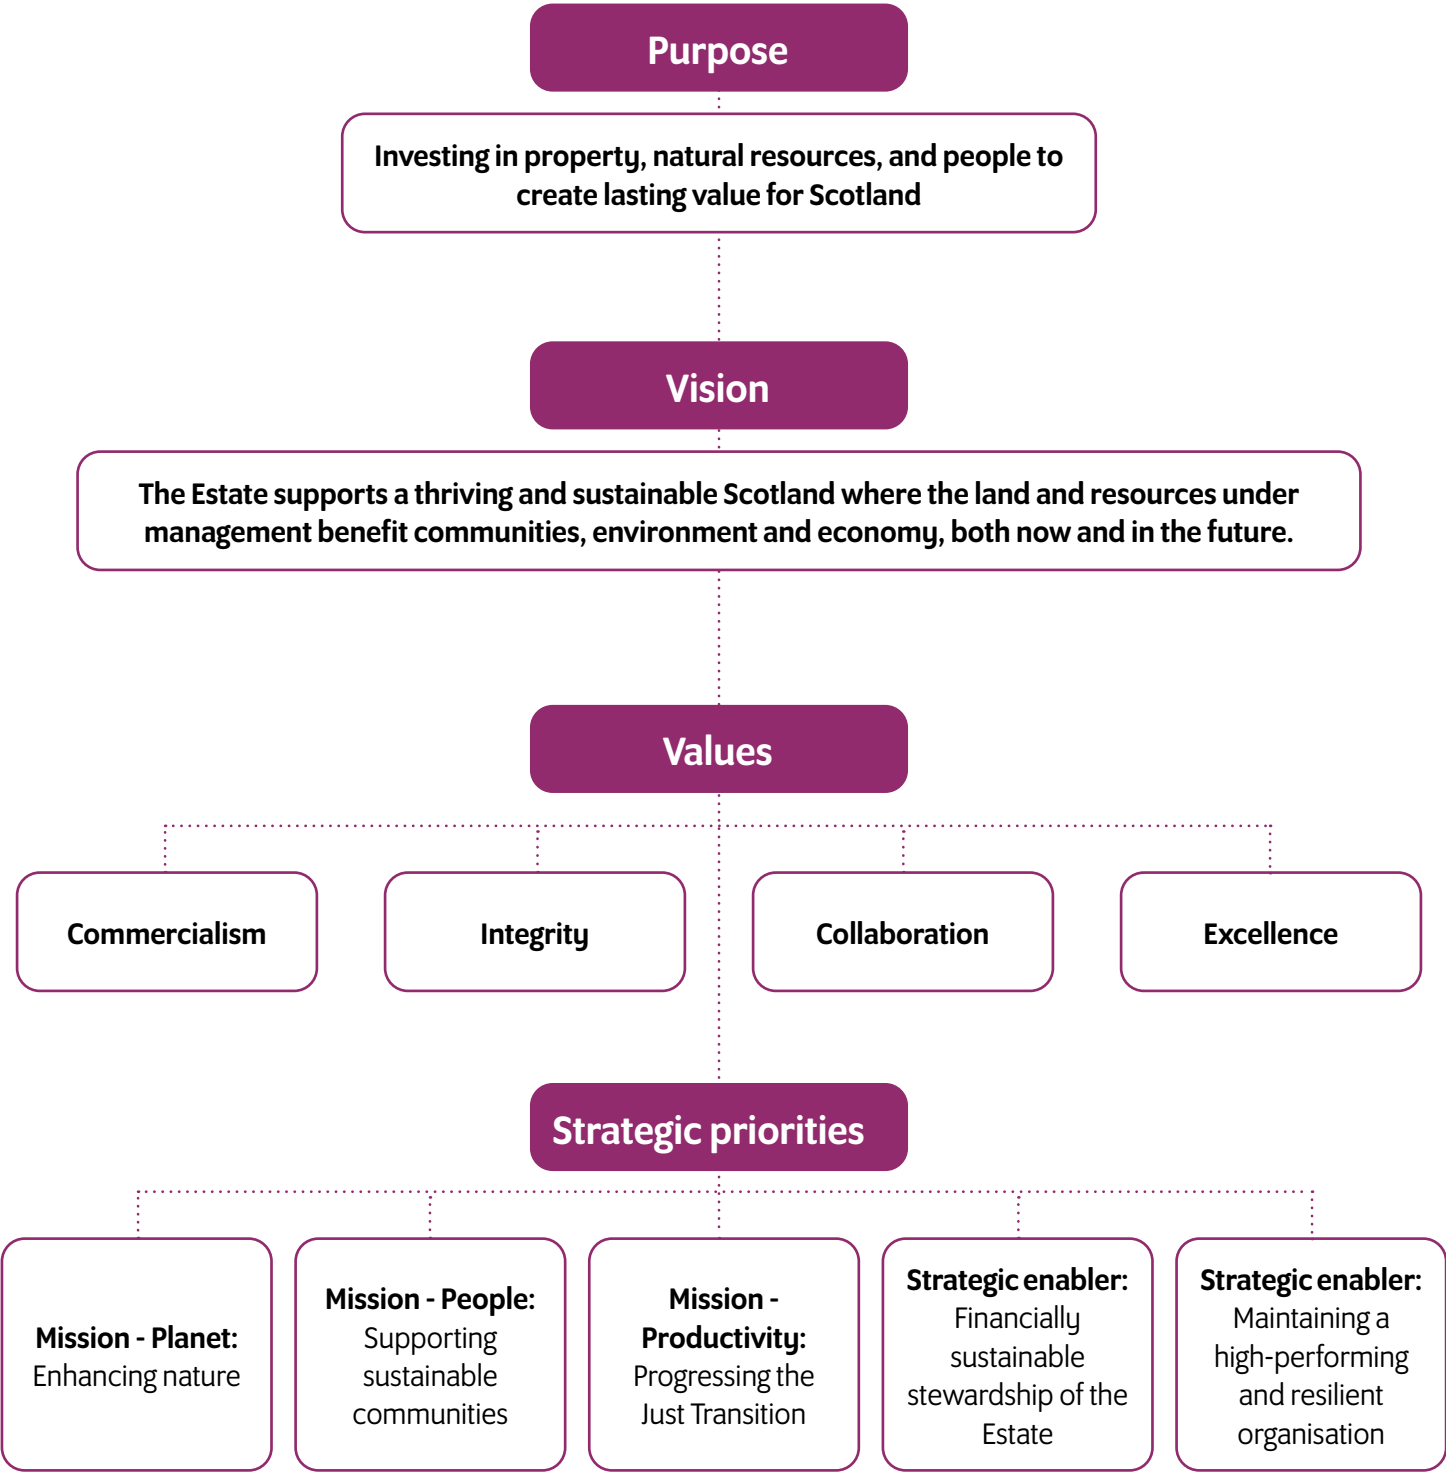 Purpose
Investing in property, natural resources, and people to
create lasting value for Scotland
Vision
The Estate supports a thriving and sustainable Scotland where the land and resources under
management benefit communities, environment and economy, both now and in the future.
Values
Commercialism
Integrity
Collaboration
Excellence
Strategic priorities
Mission - Planet:
Enhancing nature
Mission - People:
Supporting
sustainable
communities
Mission -
Productivity:
Progressing the
Just Transition
Strategic enabler:
Financially
sustainable
stewardship of the
Estate
Strategic enabler:
Maintaining a
high-performing
and resilient
organisation